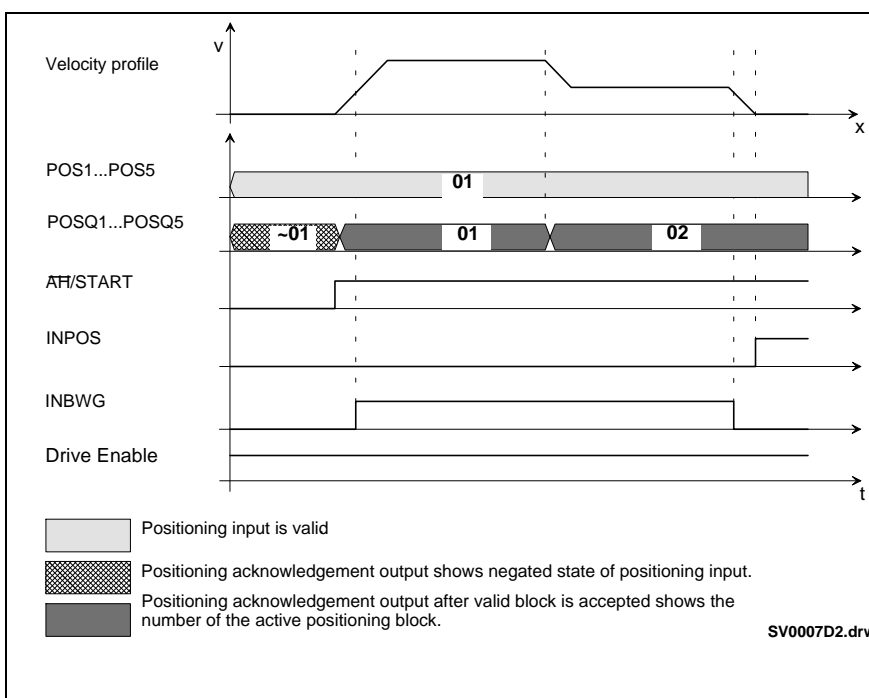 v
Velocity profile
x
POS1...POS5
01
POSQ1...POSQ5
~01
01
02
AH/START
INPOS
INBWG
Drive Enable
t
Positioning input is valid
Positioning acknowledgement output shows negated state of positioning input.
Positioning acknowledgement output after valid block is accepted shows the
number of the active positioning block.
SV0007D2.drw